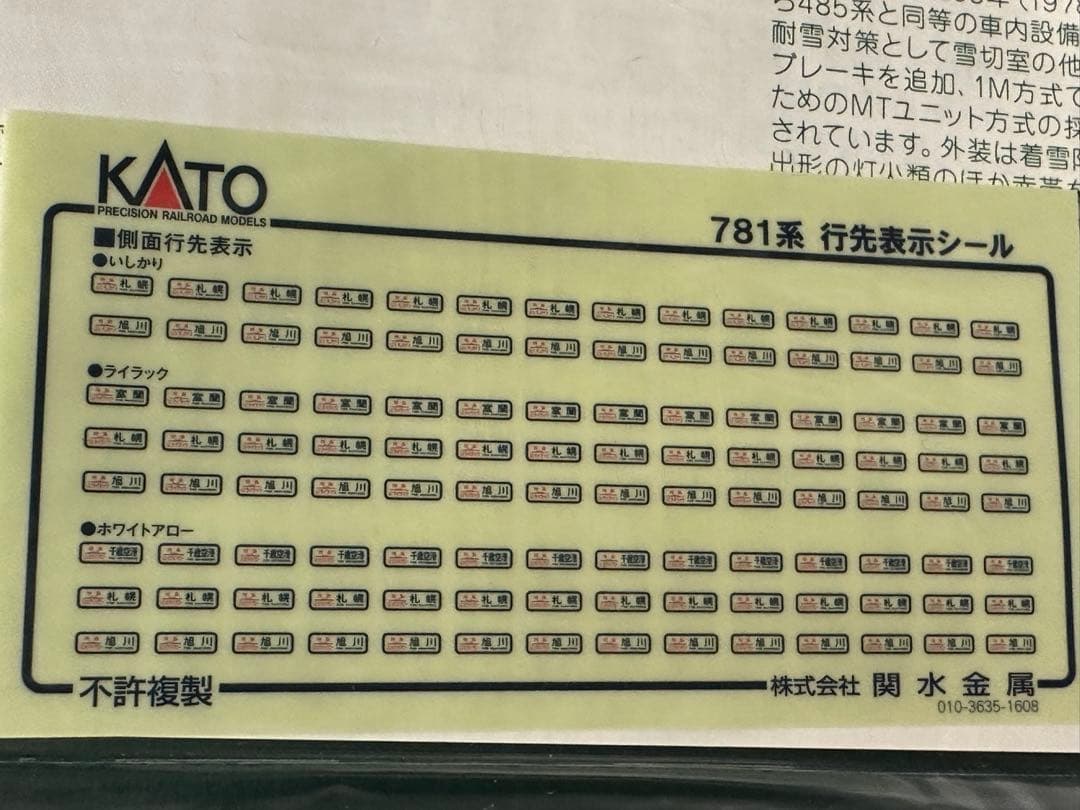 485系と同等の車内設備
耐雪対策として雪切室の他
ブレーキを追加、1M方式で
ためのMTユニット方式の採
されています。外装は着雪防
出形の灯火類のほか赤帯を
KATO
PRECISION RAILROAD MODELS
781系 行先表示シール
■側面行先表示
●いしかり
札幌 札幌 札幌 札幌 札幌 札幌 札幌 札幌 札幌 札幌 札幌 札幌 札幌 札幌
旭川 旭川 旭川 旭川 旭川 旭川 旭川 旭川 旭川 旭川 旭川 旭川 旭川 旭川
●ライラック
室蘭 室蘭 室蘭 室蘭 室蘭 室蘭 室蘭 室蘭 室蘭 室蘭 室蘭 室蘭 室蘭 室蘭
札幌 札幌 札幌 札幌 札幌 札幌 札幌 札幌 札幌 札幌 札幌 札幌 札幌 札幌
旭川 旭川 旭川 旭川 旭川 旭川 旭川 旭川 旭川 旭川 旭川 旭川 旭川 旭川
●ホワイトアロー
千歳空港 千歳空港 千歳空港 千歳空港 千歳空港 千歳空港 千歳空港 千歳空港 千歳空港 千歳空港 千歳空港 千歳空港 千歳空港 千歳空港
札幌 札幌 札幌 札幌 札幌 札幌 札幌 札幌 札幌 札幌 札幌 札幌 札幌 札幌
旭川 旭川 旭川 旭川 旭川 旭川 旭川 旭川 旭川 旭川 旭川 旭川 旭川 旭川
不許複製
株式会社 関水金属
010-3635-1608